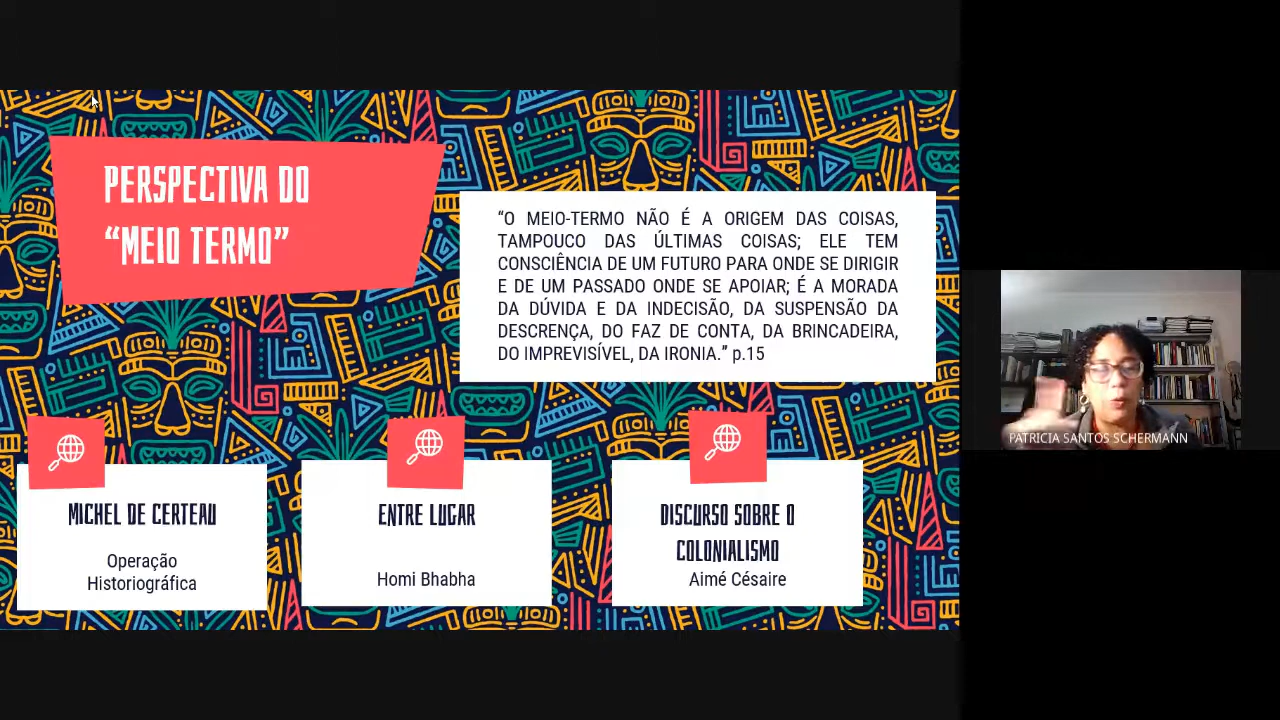 PERSPECTIVA DO
“MEIO TERMO”
“O MEIO-TERMO NÃO É A ORIGEM DAS COISAS,
TAMPOUCO DAS ÚLTIMAS COISAS; ELE TEM
CONSCIÊNCIA DE UM FUTURO PARA ONDE SE DIRIGIR
E DE UM PASSADO ONDE SE APOIAR; É A MORADA
DA DÚVIDA E DA INDECISÃO, DA SUSPENSÃO DA
DESCRENÇA, DO FAZ DE CONTA, DA BRINCADEIRA,
DO IMPREVISÍVEL, DA IRONIA.” p.15
MICHEL DE CERTEAU
Operação
Historiográfica
ENTRE LUGAR
Homi Bhabha
DISCURSO SOBRE O
COLONIALISMO
Aimé Césaire
PATRICIA SANTOS SCHERMANN